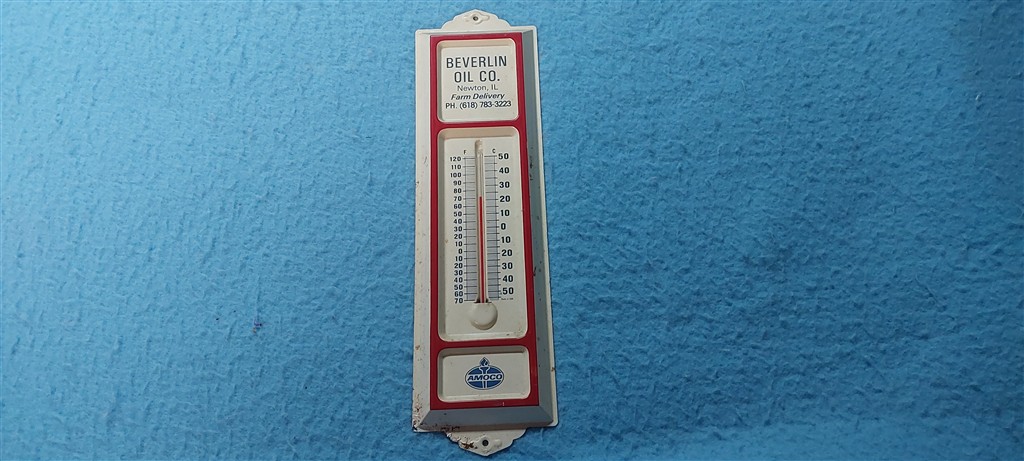 BEVERLIN
OIL CO.
Newton, IL
Farm Delivery
PH. (618) 783-3223
F C
120 50
110
100 40
90
80 30
70 20
60
50 10
40
30 0
20
10 10
0
10 20
20 30
30
40 40
50
60 50
70
AMOCO